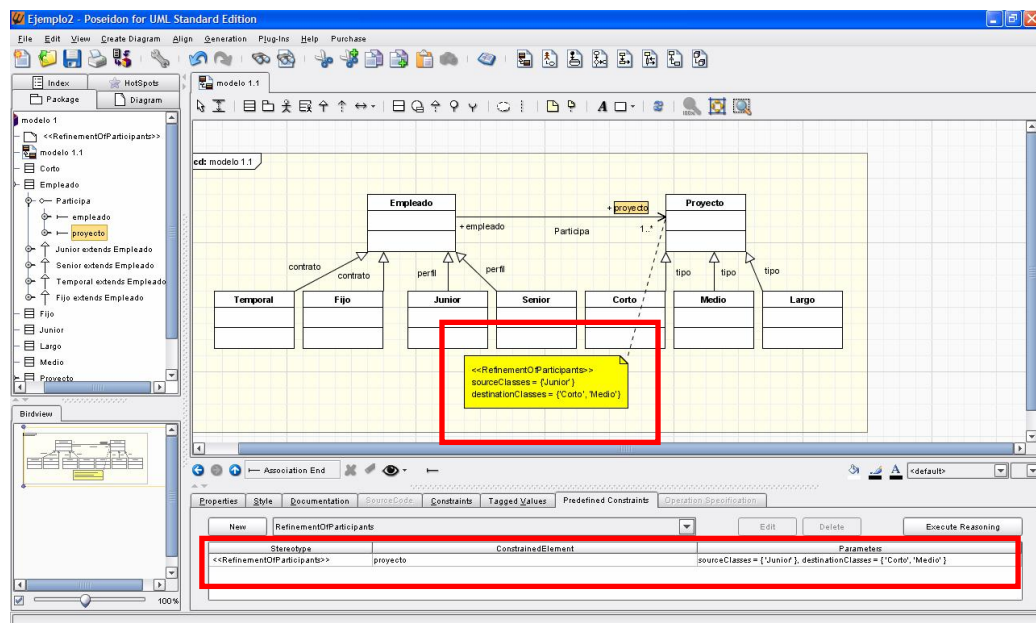 Ejemplo2 - Poseidon for UML Standard Edition
File Edit View Create Diagram Align Generation Plug-Ins Help Purchase
Index HotSpots
Package Diagram
modelo 1
<<RefinementOfParticipants>>
modelo 1.1
Corto
Empleado
Participa
empleado
proyecto
Junior extends Empleado
Senior extends Empleado
Temporal extends Empleado
Fijo extends Empleado
Fijo
Junior
Largo
Medio
Proyecto
Birdview
100%
modelo 1.1
cd: modelo 1.1
Empleado
+ proyecto
Proyecto
+ empleado
Participa
1..*
contrato
contrato
perfil
perfil
tipo
tipo
tipo
Temporal
Fijo
Junior
Senior
Corto
Medio
Largo
<<RefinementOfParticipants>>
sourceClasses = {'Junior'}
destinationClasses = {'Corto', 'Medio'}
Association End
<default>
Properties Style Documentation SourceCode Constraints Tagged Values Predefined Constraints Operation Specification
New RefinementOfParticipants Edit Delete Execute Reasoning
Stereotype ConstrainedElement Parameters
<<RefinementOfParticipants>> proyecto sourceClasses = {'Junior'}, destinationClasses = {'Corto', 'Medio'}